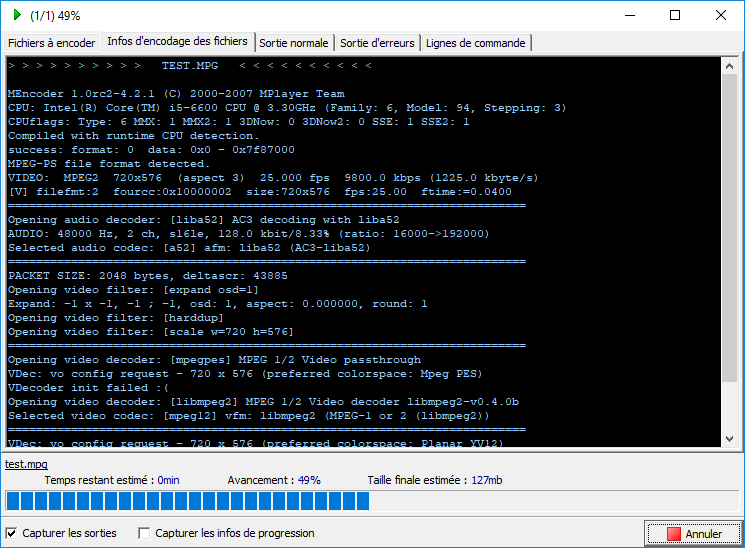 (1/1) 49%
Fichiers à encoder Infos d'encodage des fichiers Sortie normale Sortie d'erreurs Lignes de commande
> > > > > > > > > > TEST.MPG < < < < < < < < < <
MEncoder 1.0rc2-4.2.1 (C) 2000-2007 MPlayer Team
CPU: Intel(R) Core(TM) i5-6600 CPU @ 3.30GHz (Family: 6, Model: 94, Stepping: 3)
CPUflags: Type: 6 MMX: 1 MMX2: 1 3DNow: 0 3DNow2: 0 SSE: 1 SSE2: 1
Compiled with runtime CPU detection.
success: format: 0 data: 0x0 - 0x7f87000
MPEG-PS file format detected.
VIDEO: MPEG2 720x576 (aspect 3) 25.000 fps 9800.0 kbps (1225.0 kbyte/s)
[V] filefmt:2 fourcc:0x10000002 size:720x576 fps:25.00 ftime:=0.0400
==========================================================================
Opening audio decoder: [liba52] AC3 decoding with liba52
AUDIO: 48000 Hz, 2 ch, s16le, 128.0 kbit/8.33% (ratio: 16000->192000)
Selected audio codec: [a52] afm: liba52 (AC3-liba52)
==========================================================================
PACKET SIZE: 2048 bytes, deltascr: 43885
Opening video filter: [expand osd=1]
Expand: -1 x -1, -1 ; -1, osd: 1, aspect: 0.000000, round: 1
Opening video filter: [harddup]
Opening video filter: [scale w=720 h=576]
==========================================================================
Opening video decoder: [mpegpes] MPEG 1/2 Video passthrough
VDec: vo config request - 720 x 576 (preferred colorspace: Mpeg PES)
VDecoder init failed :(
Opening video decoder: [libmpeg2] MPEG 1/2 Video decoder libmpeg2-v0.4.0b
Selected video codec: [mpeg12] vfm: libmpeg2 (MPEG-1 or 2 (libmpeg2))
==========================================================================
VDec: vo config request - 720 x 576 (preferred colorspace: Planar YV12)
test.mpg
Temps restant estimé : 0min Avancement : 49% Taille finale estimée : 127mb
Capturer les sorties Capturer les infos de progression Annuler